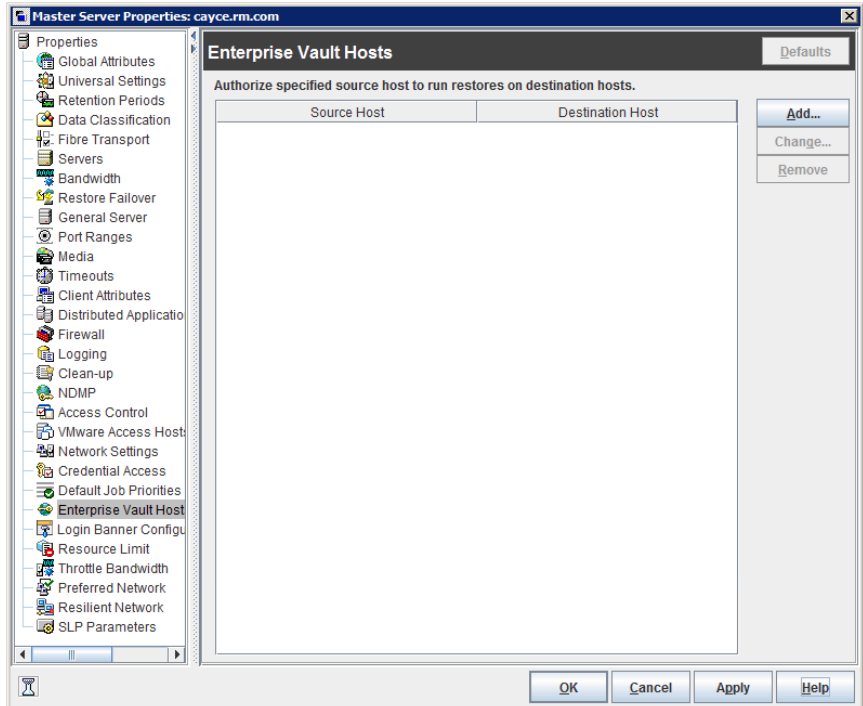 Master Server Properties: cayce.rm.com
Properties
Global Attributes
Universal Settings
Retention Periods
Data Classification
Fibre Transport
Servers
Bandwidth
Restore Failover
General Server
Port Ranges
Media
Timeouts
Client Attributes
Distributed Applicatio
Firewall
Logging
Clean-up
NDMP
Access Control
VMware Access Hosts
Network Settings
Credential Access
Default Job Priorities
Enterprise Vault Host
Login Banner Configu
Resource Limit
Throttle Bandwidth
Preferred Network
Resilient Network
SLP Parameters
Enterprise Vault Hosts
Defaults
Authorize specified source host to run restores on destination hosts.
Source Host Destination Host
Add...
Change...
Remove
OK Cancel Apply Help